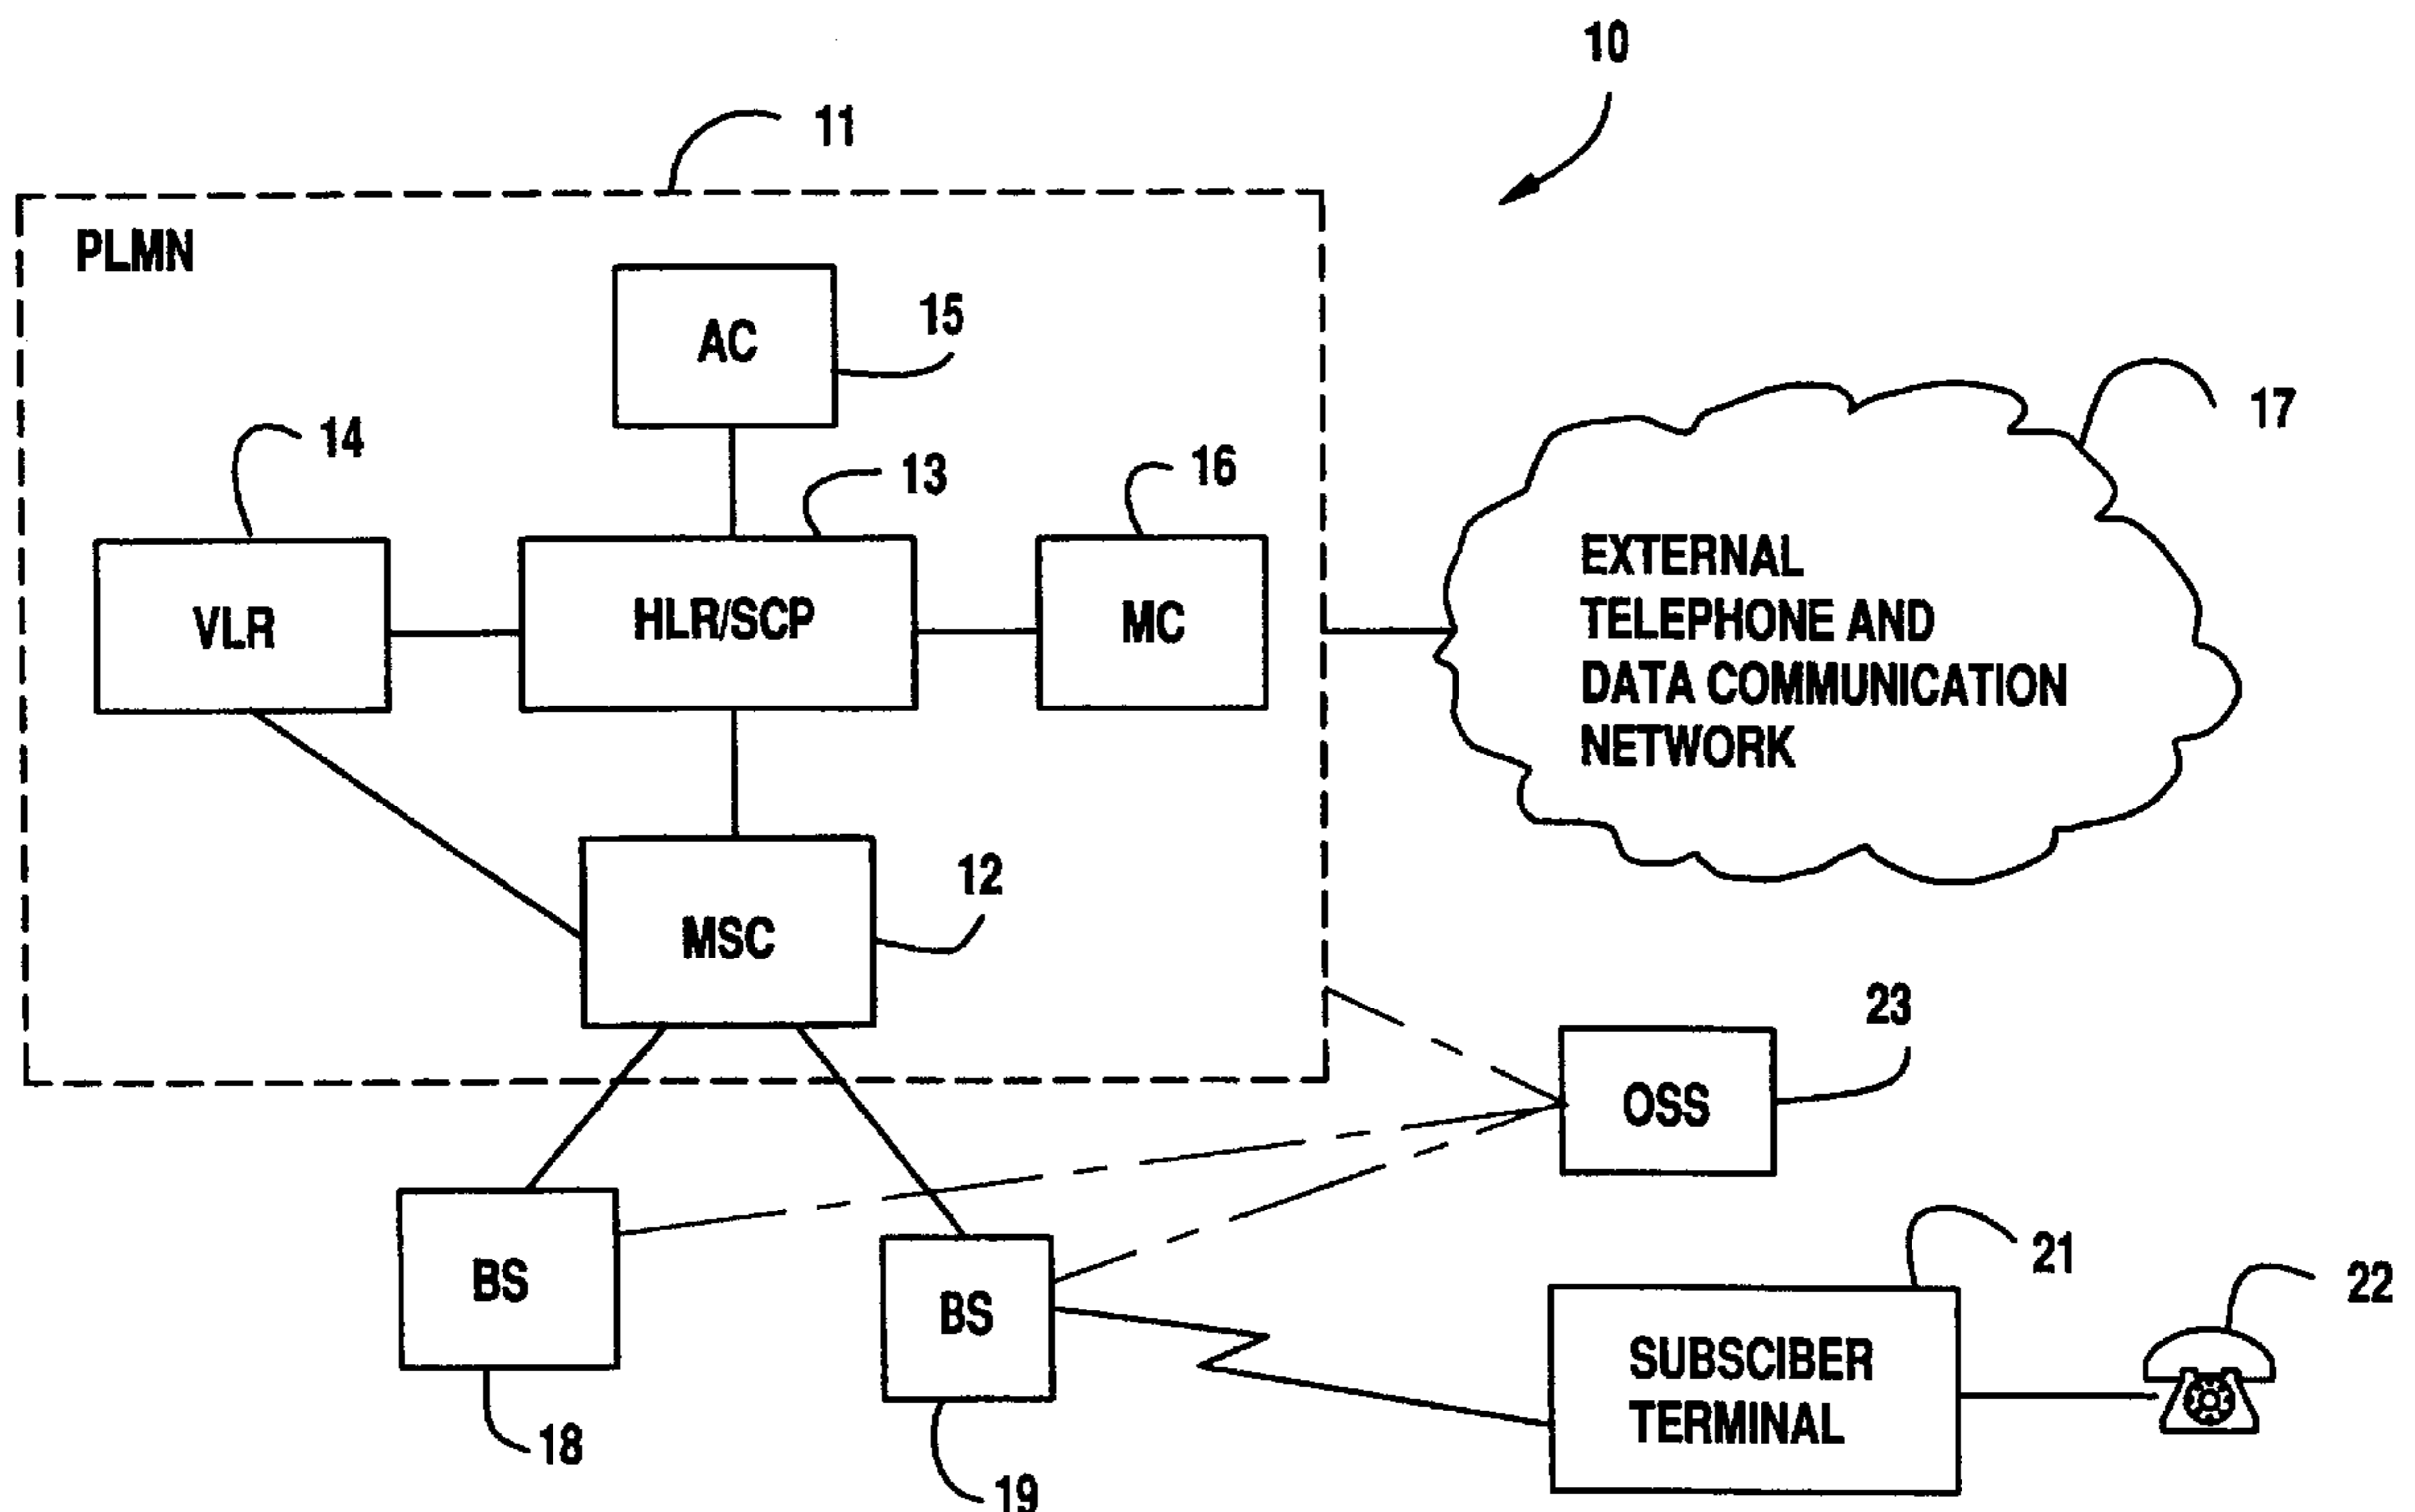 10
11
PLMN
AC
15
14
13
16
17
VLR
HLR/SCP
MC
EXTERNAL
TELEPHONE AND
DATA COMMUNICATION
NETWORK
MSC
12
23
OSS
BS
18
BS
19
21
22
SUBSCIBER
TERMINAL